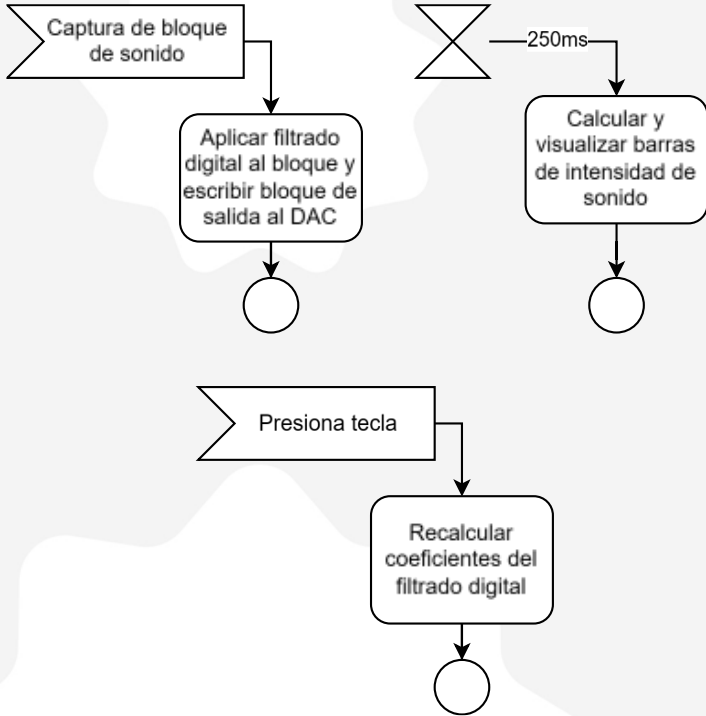 Captura de bloque
de sonido
250ms
Aplicar filtrado
digital al bloque y
escribir bloque de
salida al DAC
Calcular y
visualizar barras
de intensidad de
sonido
Presiona tecla
Recalcular
coeficientes del
filtrado digital